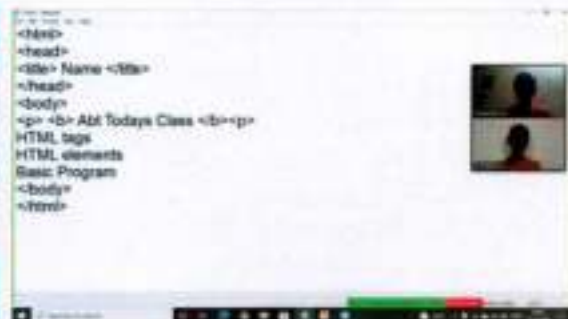 <html>
<head>
<title> Name </title>
</head>
<body>
<p> <b> Abt Todays Class </b><p>
HTML tags
HTML elements
Basic Program
</body>
</html>